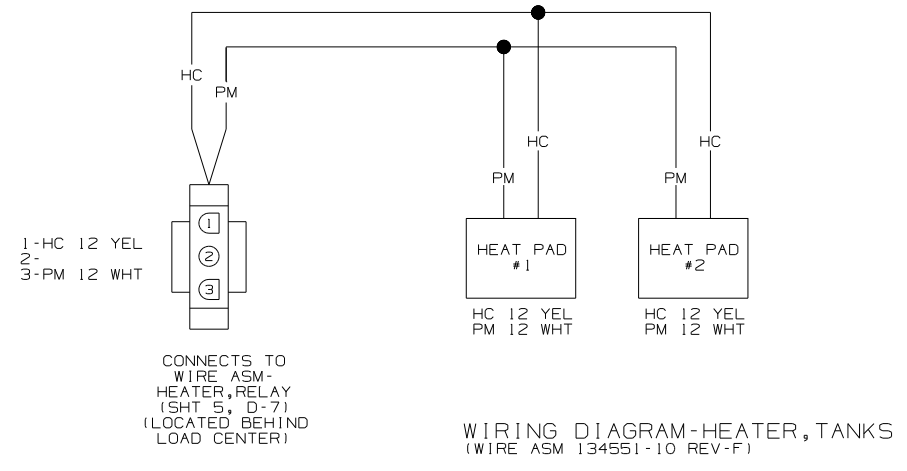 HC
PM
HC
HC
PM
PM
1
2
3
1-HC 12 YEL
2-
3-PM 12 WHT
HEAT PAD
#1
HEAT PAD
#2
HC 12 YEL
PM 12 WHT
HC 12 YEL
PM 12 WHT
CONNECTS TO
WIRE ASM-
HEATER,RELAY
(SHT 5, D-7)
(LOCATED BEHIND
LOAD CENTER)
WIRING DIAGRAM-HEATER,TANKS
(WIRE ASM 134551-10 REV-F)